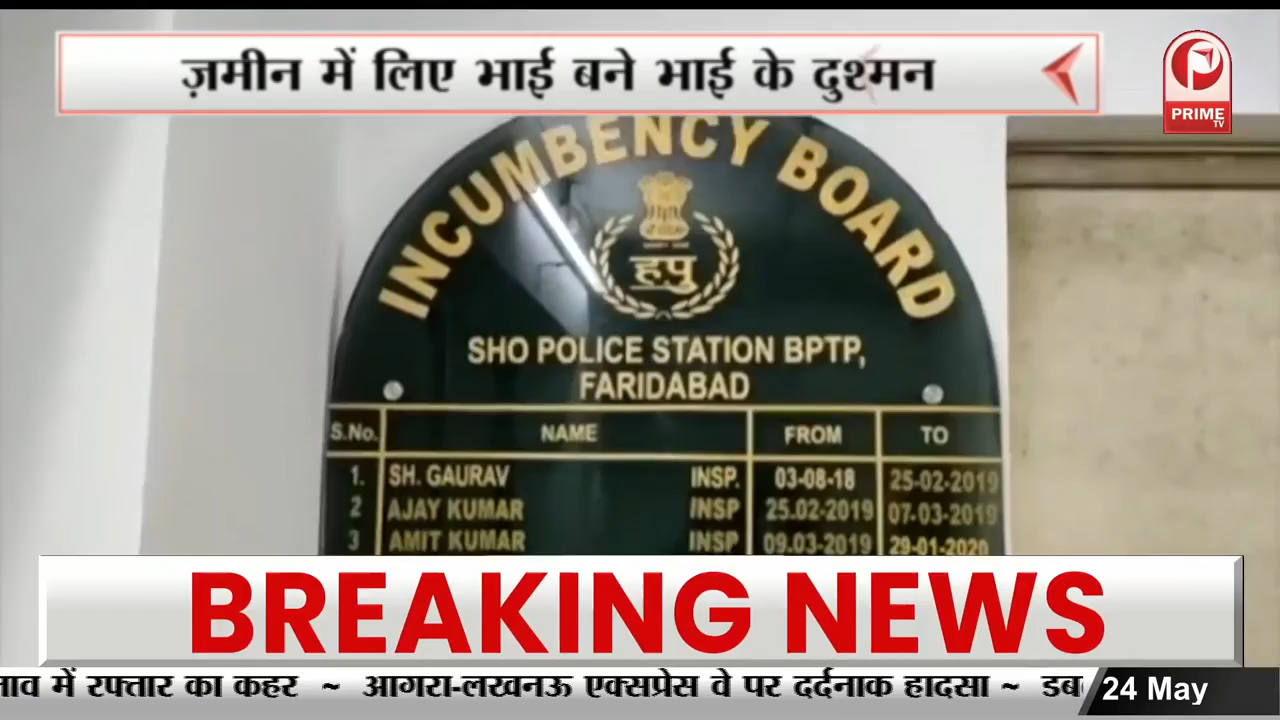 ज़मीन में लिए भाई बने भाई के दुश्मन
PRIME
TV
INCUMBENCY BOARD
ह.पु
SHO POLICE STATION BPTP,
FARIDABAD
S.No. NAME FROM TO
1. SH. GAURAV INSP. 03-08-18 25-02-2019
2 AJAY KUMAR INSP 25.02-2019 07-03-2019
3 AMIT KUMAR INSP 09.03-2019 29-01-2020
BREAKING NEWS
में रफ्तार का कहर ~ आगरा-लखनऊ एक्सप्रेस वे पर दर्दनाक हादसा ~
24 May